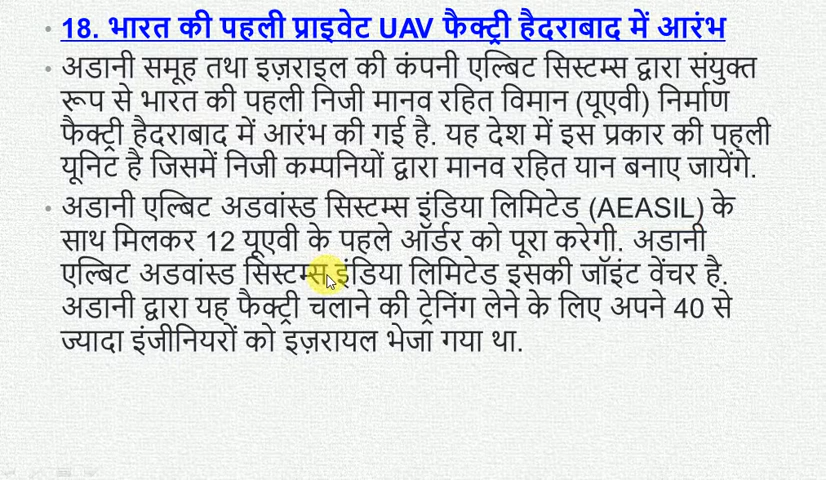 18. भारत की पहली प्राइवेट UAV फैक्ट्री हैदराबाद में आरंभ
अडानी समूह तथा इज़राइल की कंपनी एल्बिट सिस्टम्स द्वारा संयुक्त
रूप से भारत की पहली निजी मानव रहित विमान (यूएवी) निर्माण
फैक्ट्री हैदराबाद में आरंभ की गई है. यह देश में इस प्रकार की पहली
यूनिट है जिसमें निजी कम्पनियों द्वारा मानव रहित यान बनाए जायेंगे.
अडानी एल्बिट अडवांस्ड सिस्टम्स इंडिया लिमिटेड (AEASIL) के
साथ मिलकर 12 यूएवी के पहले ऑर्डर को पूरा करेगी. अडानी
एल्बिट अडवांस्ड सिस्टम्स इंडिया लिमिटेड इसकी जॉइंट वेंचर है.
अडानी द्वारा यह फैक्ट्री चलाने की ट्रेनिंग लेने के लिए अपने 40 से
ज्यादा इंजीनियरों को इज़रायल भेजा गया था.